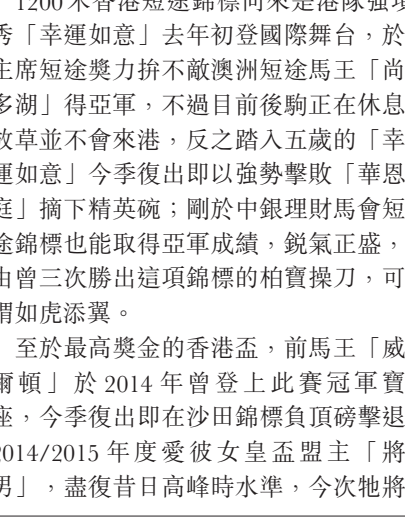 1200米香港短途錦標向來是港隊強項
秀「幸運如意」去年初登國際舞台，於
主席短途獎力拚不敵澳洲短途馬王「尚
多湖」得亞軍，不過目前後駒正在休息
放草並不會來港，反之踏入五歲的「幸
運如意」今季復出即以強勢擊敗「華恩
庭」摘下精英碗；剛於中銀理財馬會短
途錦標也能取得亞軍成績，鋭氣正盛，
由曾三次勝出這項錦標的柏寶操刀，可
謂如虎添翼。
至於最高獎金的香港盃，前馬王「威
爾頓」於2014年曾登上此賽冠軍寶
座，今季復出即在沙田錦標負頂磅擊退
2014/2015年度愛彼女皇盃盟主「將
男」，盡復昔日高峰時水準，今次牠將